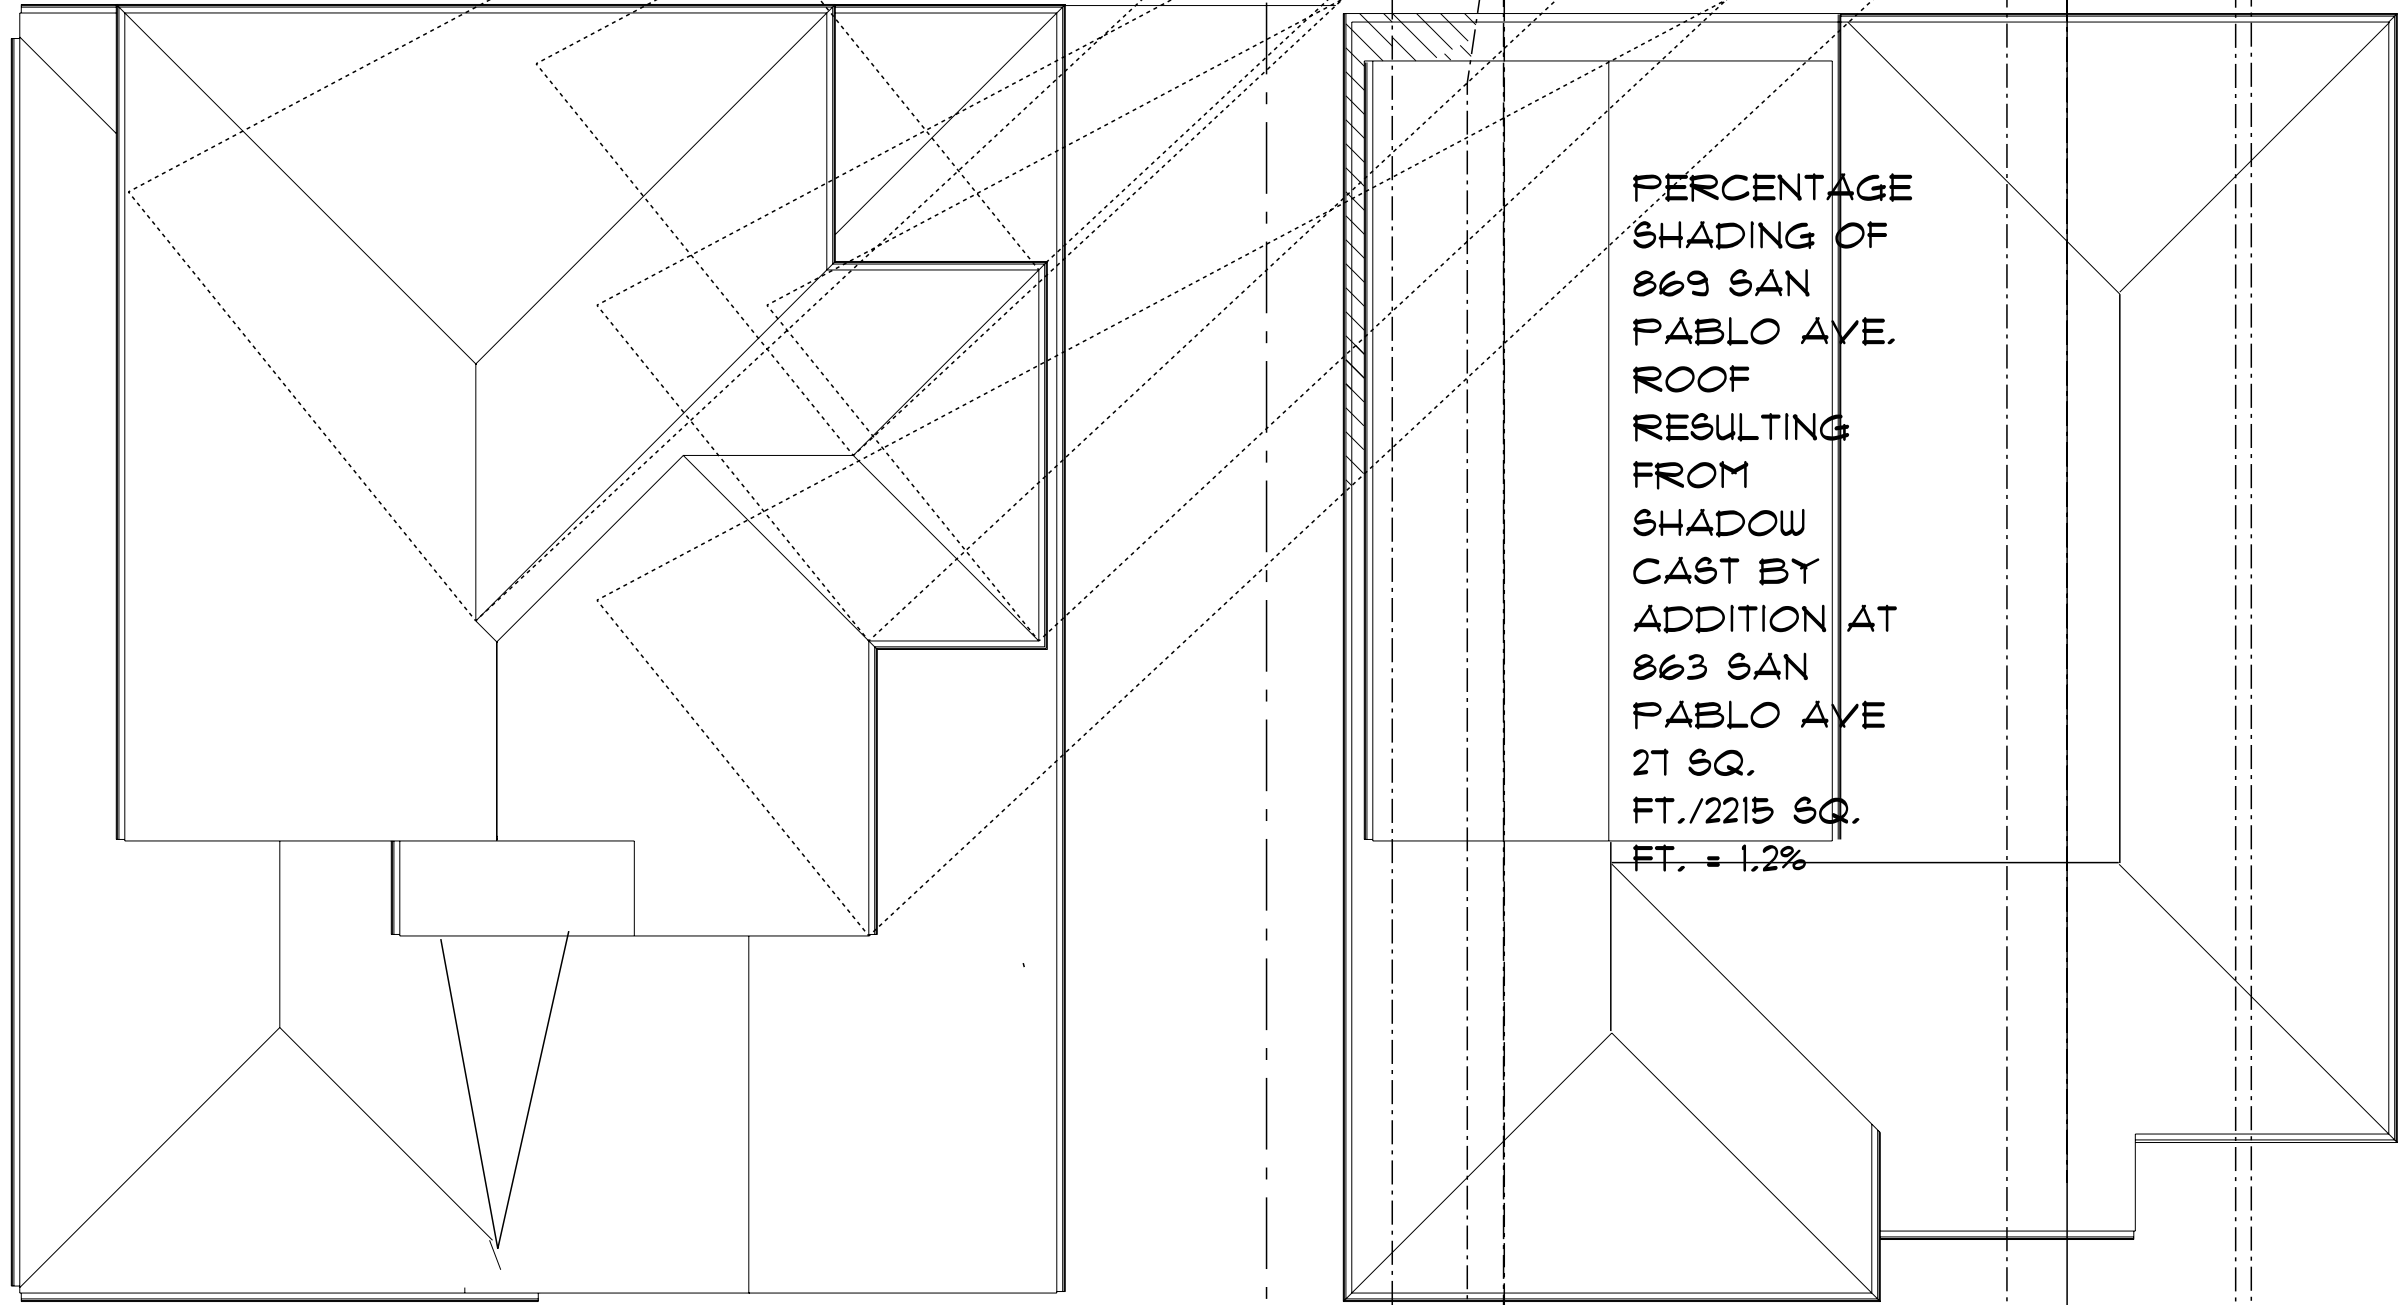 PERCENTAGE
SHADING OF
869 SAN
PABLO AVE.
ROOF
RESULTING
FROM
SHADOW
CAST BY
ADDITION AT
863 SAN
PABLO AVE
27 SQ.
FT./2215 SQ.
FT. = 1.2%